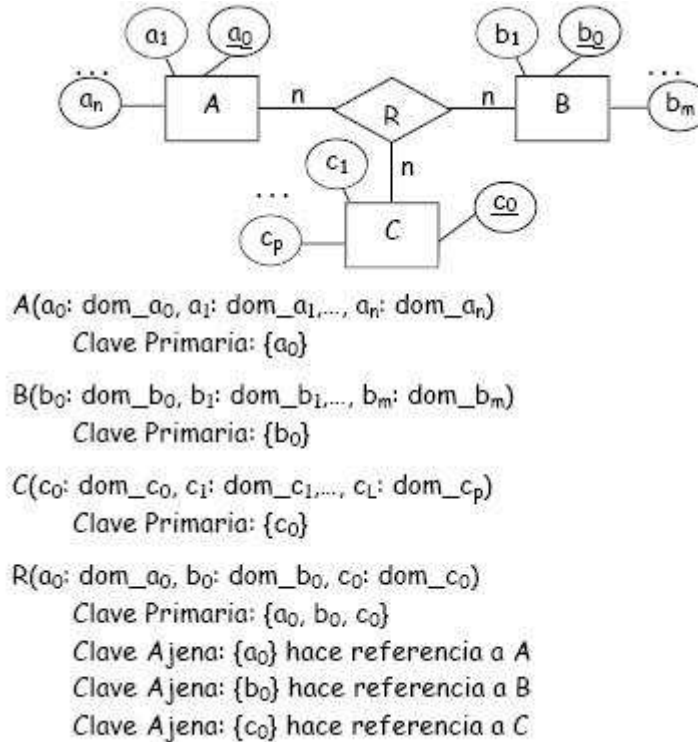 a₁ a₀ b₁ b₀
... ...
aₙ A n R n B bₘ
n
c₁
...
cₚ C c₀
A(a₀: dom_a₀, a₁: dom_a₁,..., aₙ: dom_aₙ)
Clave Primaria: {a₀}
B(b₀: dom_b₀, b₁: dom_b₁,..., bₘ: dom_bₘ)
Clave Primaria: {b₀}
C(c₀: dom_c₀, c₁: dom_c₁,..., c_L: dom_cₚ)
Clave Primaria: {c₀}
R(a₀: dom_a₀, b₀: dom_b₀, c₀: dom_c₀)
Clave Primaria: {a₀, b₀, c₀}
Clave Ajena: {a₀} hace referencia a A
Clave Ajena: {b₀} hace referencia a B
Clave Ajena: {c₀} hace referencia a C